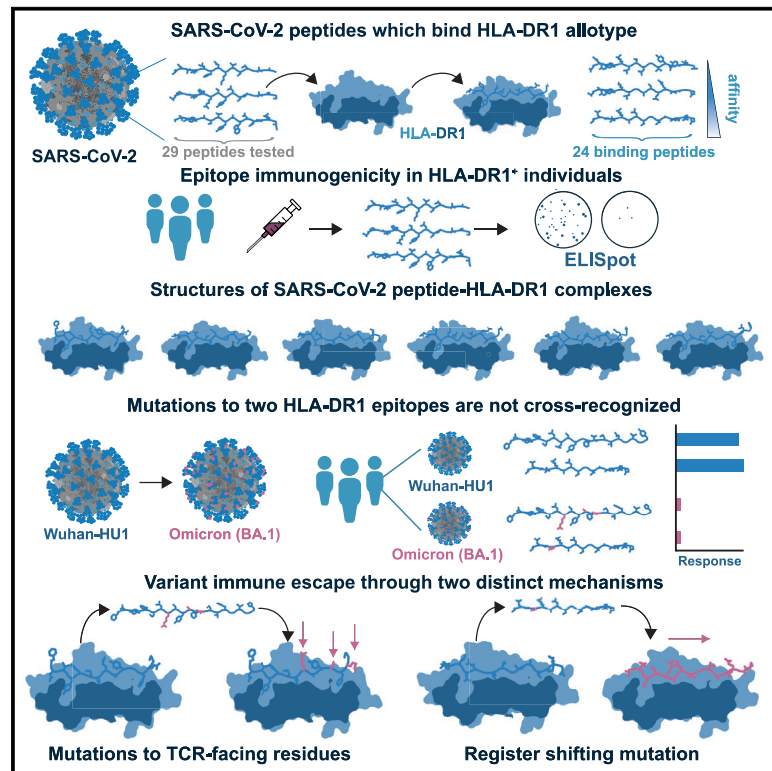 SARS-CoV-2 peptides which bind HLA-DR1 allotype
SARS-CoV-2
29 peptides tested
HLA-DR1
24 binding peptides
affinity
Epitope immunogenicity in HLA-DR1⁺ individuals
ELISpot
Structures of SARS-CoV-2 peptide-HLA-DR1 complexes
Mutations to two HLA-DR1 epitopes are not cross-recognized
Wuhan-HU1
Omicron (BA.1)
Wuhan-HU1
Omicron (BA.1)
Response
Variant immune escape through two distinct mechanisms
Mutations to TCR-facing residues
Register shifting mutation